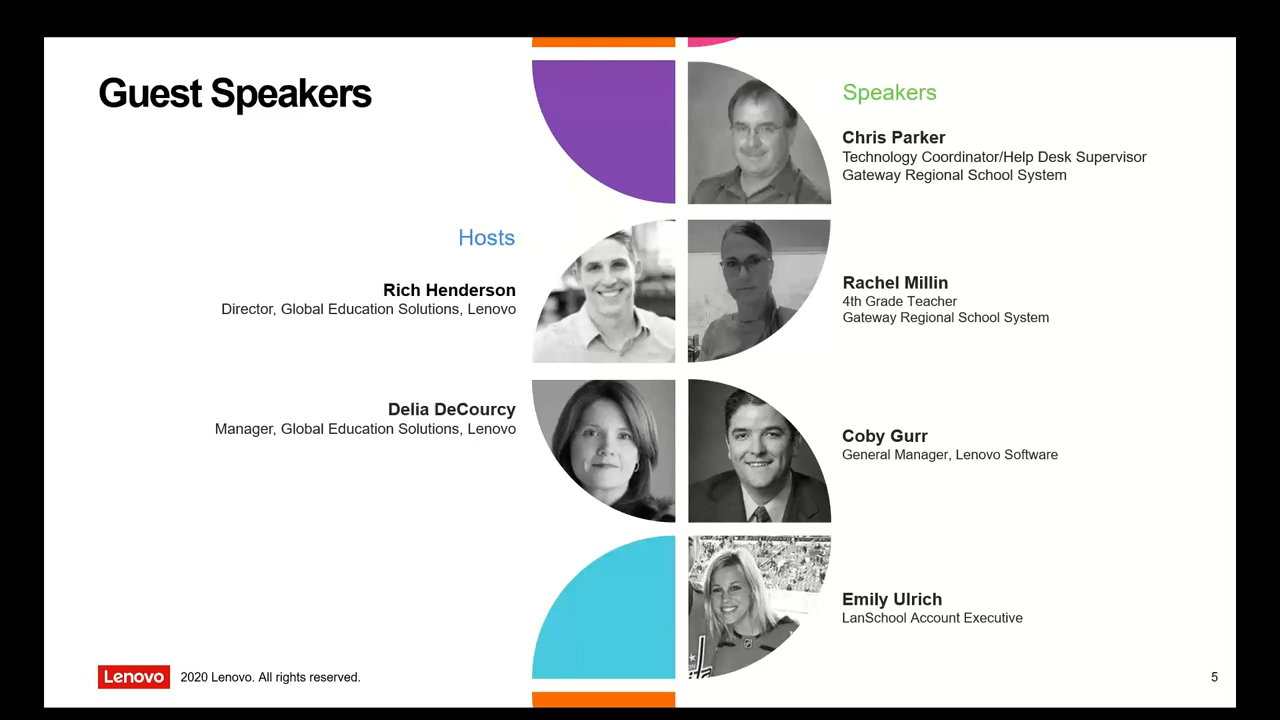 Guest Speakers
Hosts
Rich Henderson
Director, Global Education Solutions, Lenovo
Delia DeCourcy
Manager, Global Education Solutions, Lenovo
Speakers
Chris Parker
Technology Coordinator/Help Desk Supervisor
Gateway Regional School System
Rachel Millin
4th Grade Teacher
Gateway Regional School System
Coby Gurr
General Manager, Lenovo Software
Emily Ulrich
LanSchool Account Executive
Lenovo 2020 Lenovo. All rights reserved.
5